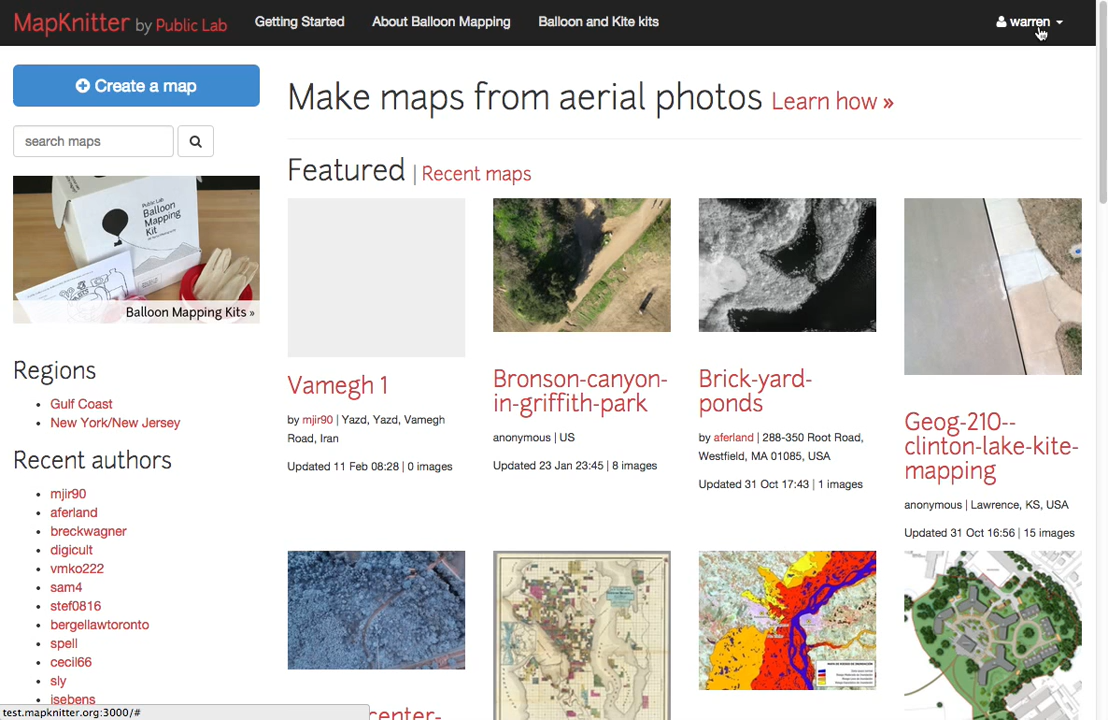 MapKnitter by Public Lab
Getting Started
About Balloon Mapping
Balloon and Kite kits
warren
Create a map
search maps
Public Lab
Balloon
Mapping
Kit
Balloon Mapping Kits »
Regions
Gulf Coast
New York/New Jersey
Recent authors
mjir90
aferland
breckwagner
digicult
vmko222
sam4
stef0816
bergellawtoronto
spell
cecil66
sly
isebens
Make maps from aerial photos Learn how »
Featured | Recent maps
Vamegh 1
by mjir90 | Yazd, Yazd, Vamegh
Road, Iran
Updated 11 Feb 08:28 | 0 images
Bronson-canyon-
in-griffith-park
anonymous | US
Updated 23 Jan 23:45 | 8 images
Brick-yard-
ponds
by aferland | 288-350 Root Road,
Westfield, MA 01085, USA
Updated 31 Oct 17:43 | 1 images
Geog-210--
clinton-lake-kite-
mapping
anonymous | Lawrence, KS, USA
Updated 31 Oct 16:56 | 15 images
center-
test.mapknitter.org:3000/#